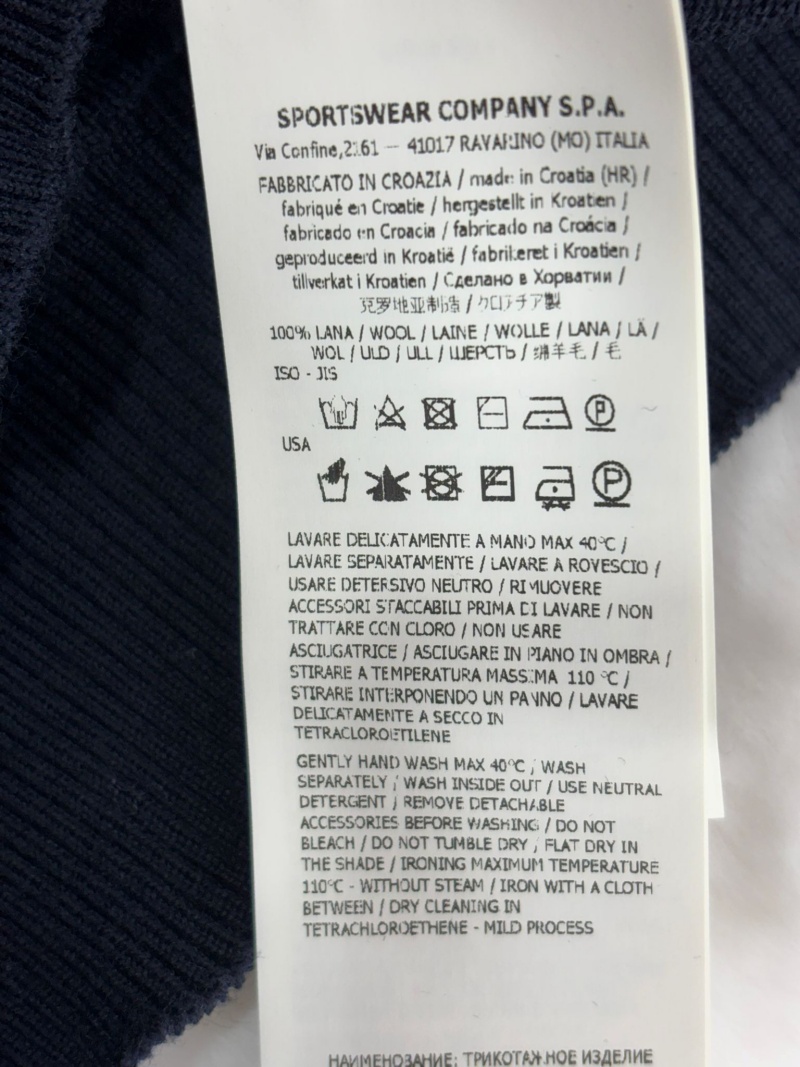 SPORTSWEAR COMPANY S.P.A.
Via Confine,2161 – 41017 RAVARINO (MO) ITALIA
FABBRICATO IN CROAZIA / made in Croatia (HR) /
fabriqué en Croatie / hergestellt in Kroatien /
fabricado en Croacia / fabricado na Croácia /
geproduceerd in Kroatië / fabrikeret i Kroatien /
tillverkat i Kroatien / Сделано в Хорватии /
克罗地亚制造 / クロアチア製
100% LANA / WOOL / LAINE / WOLLE / LANA / LÃ /
WOL / ULD / ULL / ШЕРСТЬ / 绵羊毛 / 毛
ISO - JIS
P
USA
P
LAVARE DELICATAMENTE A MANO MAX 40°C /
LAVARE SEPARATAMENTE / LAVARE A ROVESCIO /
USARE DETERSIVO NEUTRO / RIMUOVERE
ACCESSORI STACCABILI PRIMA DI LAVARE / NON
TRATTARE CON CLORO / NON USARE
ASCIUGATRICE / ASCIUGARE IN PIANO IN OMBRA /
STIRARE A TEMPERATURA MASSIMA 110 °C /
STIRARE INTERPONENDO UN PANNO / LAVARE
DELICATAMENTE A SECCO IN
TETRACLOROETILENE
GENTLY HAND WASH MAX 40°C / WASH
SEPARATELY / WASH INSIDE OUT / USE NEUTRAL
DETERGENT / REMOVE DETACHABLE
ACCESSORIES BEFORE WASHING / DO NOT
BLEACH / DO NOT TUMBLE DRY / FLAT DRY IN
THE SHADE / IRONING MAXIMUM TEMPERATURE
110°C - WITHOUT STEAM / IRON WITH A CLOTH
BETWEEN / DRY CLEANING IN
TETRACHLOROETHENE - MILD PROCESS
НАИМЕНОВАНИЕ: ТРИКОТАЖНОЕ ИЗДЕЛИЕ